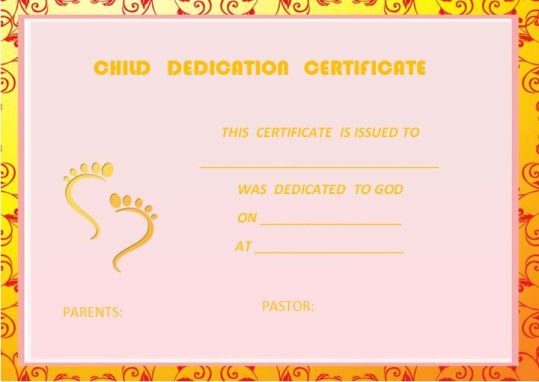 CHILD DEDICATION CERTIFICATE
THIS CERTIFICATE IS ISSUED TO
WAS DEDICATED TO GOD
ON
AT
PARENTS:
PASTOR: